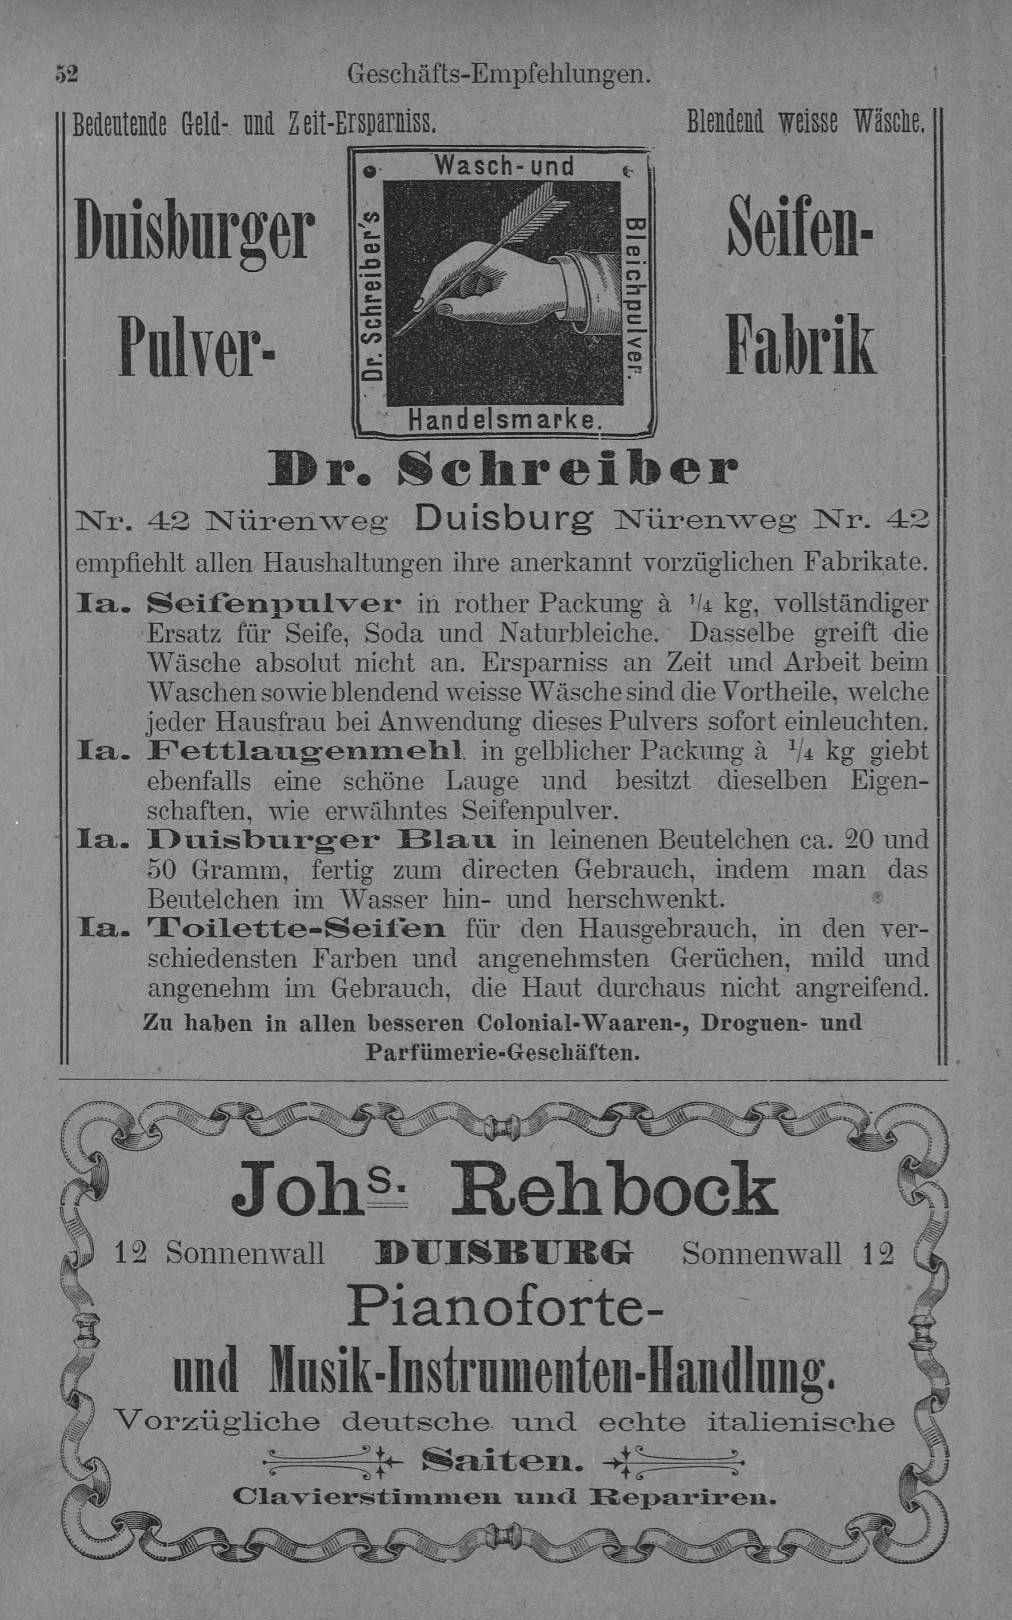 52
Geschäfts-Empfehlungen.
Bedeutende Geld- und Zeit-Ersparniss.
Blendend weisse Wäsche.
Duisburger
Pulver-
Wasch- und
Dr. Schreiber's
Bleichpulver.
Handelsmarke.
Seifen-
Fabrik
Dr. Schreiber
Nr. 42 Nürenweg Duisburg Nürenweg Nr. 42
empfiehlt allen Haushaltungen ihre anerkannt vorzüglichen Fabrikate.
Ia. Seifenpulver in rother Packung à 1/4 kg, vollständiger
Ersatz für Seife, Soda und Naturbleiche. Dasselbe greift die
Wäsche absolut nicht an. Ersparniss an Zeit und Arbeit beim
Waschen sowie blendend weisse Wäsche sind die Vortheile, welche
jeder Hausfrau bei Anwendung dieses Pulvers sofort einleuchten.
Ia. Fettlaugenmehl in gelblicher Packung à 1/4 kg giebt
ebenfalls eine schöne Lauge und besitzt dieselben Eigen-
schaften, wie erwähntes Seifenpulver.
Ia. Duisburger Blau in leinenen Beutelchen ca. 20 und
50 Gramm, fertig zum directen Gebrauch, indem man das
Beutelchen im Wasser hin- und herschwenkt.
Ia. Toilette-Seifen für den Hausgebrauch, in den ver-
schiedensten Farben und angenehmsten Gerüchen, mild und
angenehm im Gebrauch, die Haut durchaus nicht angreifend.
Zu haben in allen besseren Colonial-Waaren-, Droguen- und
Parfümerie-Geschäften.
Johs. Rehbock
12 Sonnenwall DUISBURG Sonnenwall 12
Pianoforte-
und Musik-Instrumenten-Handlung.
Vorzügliche deutsche und echte italienische
Saiten.
Clavierstimmen und Repariren.